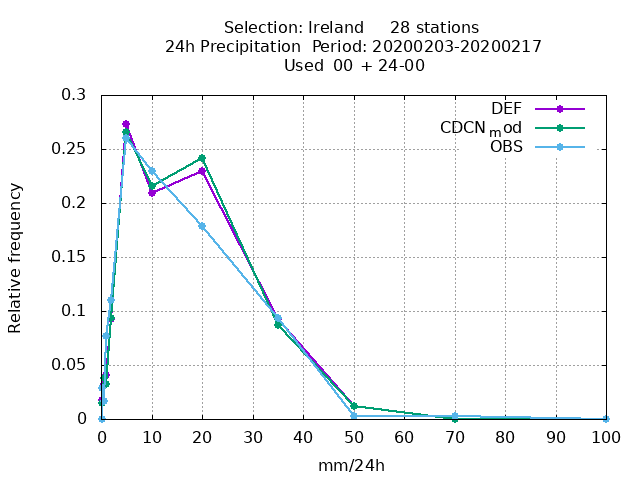 Selection: Ireland 28 stations
24h Precipitation Period: 20200203-20200217
Used 00 + 24-00
0.3
0.25
0.2
0.15
0.1
0.05
0
Relative frequency
DEF
CDCNmod
OBS
0 10 20 30 40 50 60 70 80 90 100
mm/24h